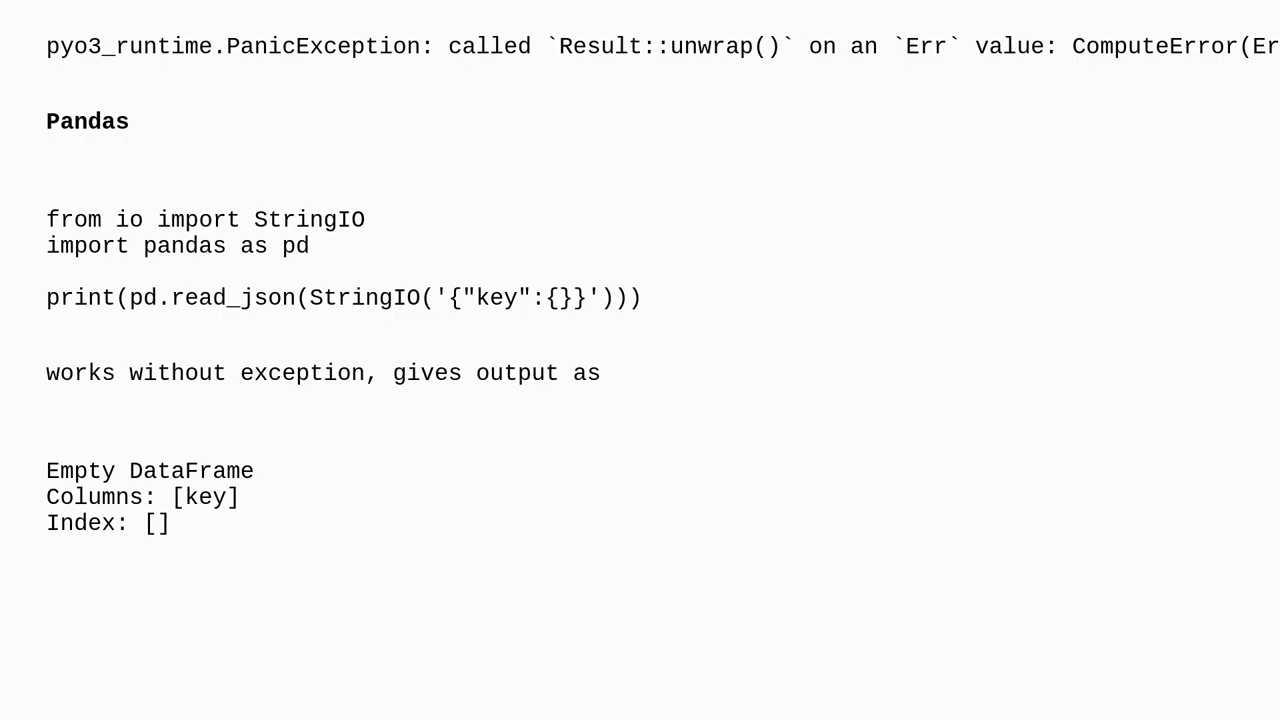 pyo3_runtime.PanicException: called `Result::unwrap()` on an `Err` value: ComputeError(Er
Pandas
from io import StringIO
import pandas as pd
print(pd.read_json(StringIO('{"key":{}}')))
works without exception, gives output as
Empty DataFrame
Columns: [key]
Index: []